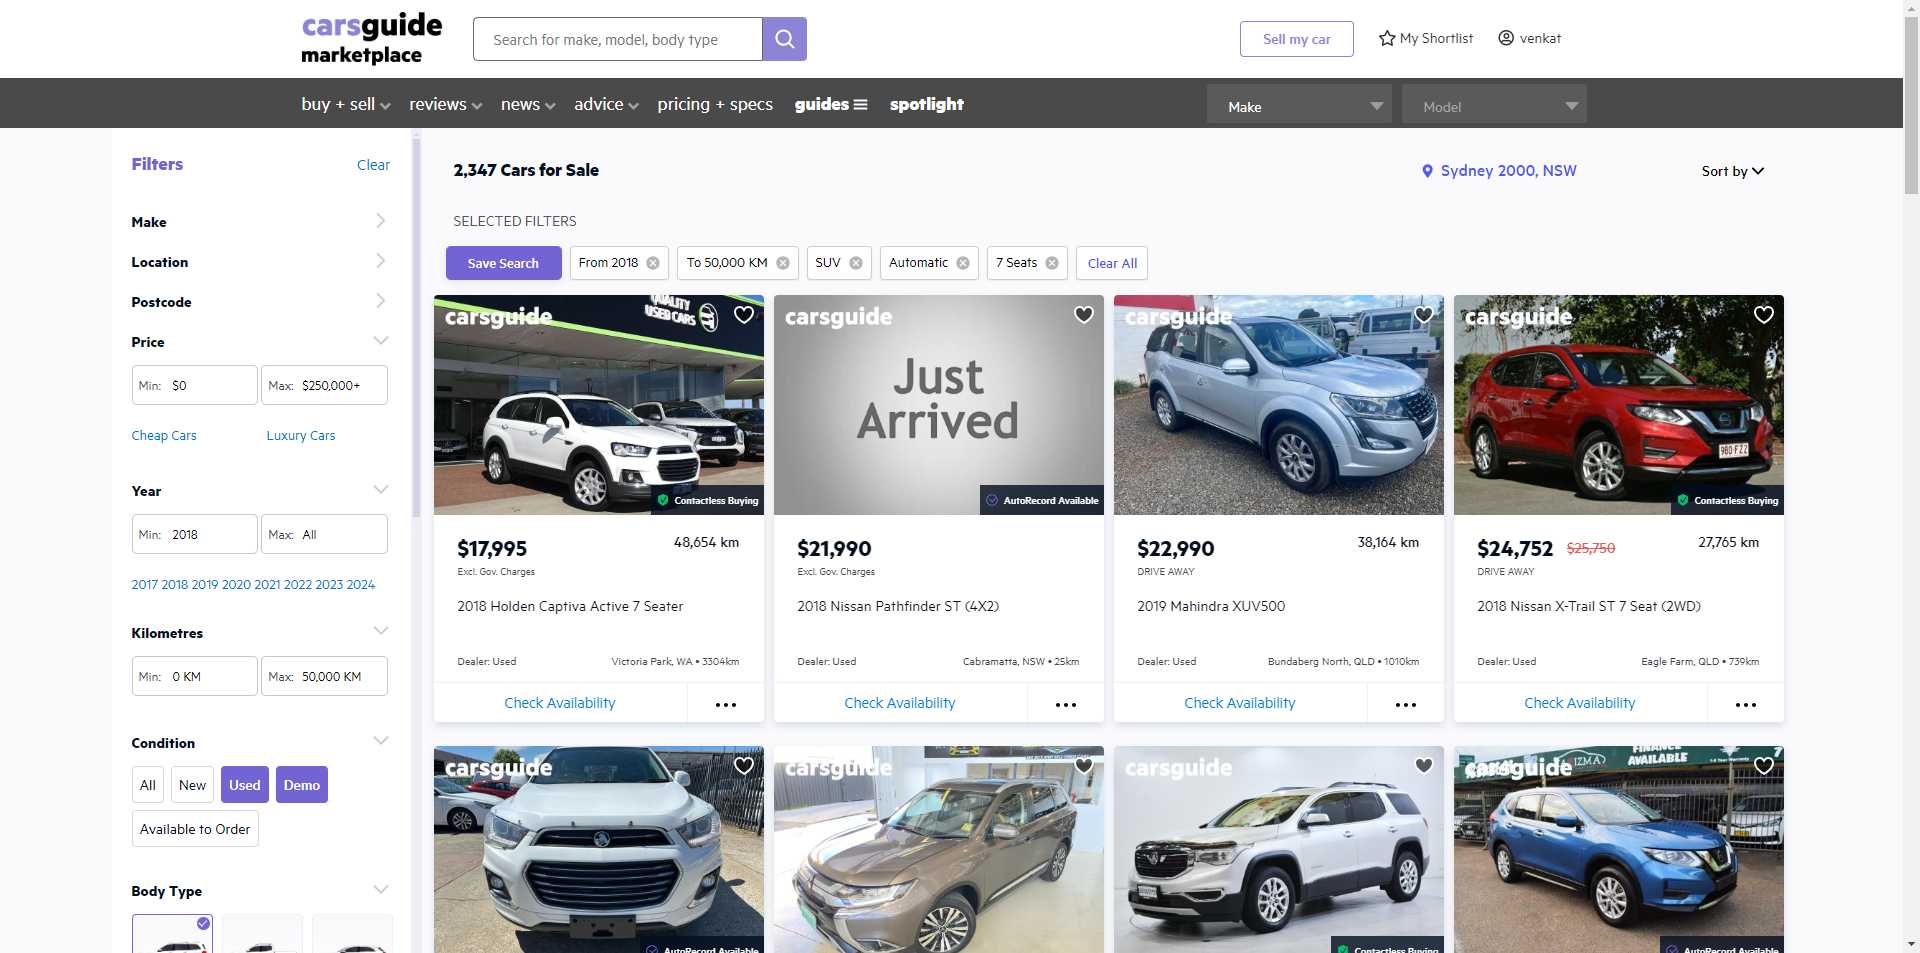 carsguide
marketplace
Search for make, model, body type
Sell my car
My Shortlist
venkat
buy + sell
reviews
news
advice
pricing + specs
guides
spotlight
Make
Model
Filters
Clear
Make
Location
Postcode
Price
Min: $0
Max: $250,000+
Cheap Cars
Luxury Cars
Year
Min: 2018
Max: All
2017 2018 2019 2020 2021 2022 2023 2024
Kilometres
Min: 0 KM
Max: 50,000 KM
Condition
All
New
Used
Demo
Available to Order
Body Type
2,347 Cars for Sale
Sydney 2000, NSW
Sort by
SELECTED FILTERS
Save Search
From 2018
To 50,000 KM
SUV
Automatic
7 Seats
Clear All
carsguide
QUALITY
USED CARS
Contactless Buying
$17,995
48,654 km
Excl. Gov. Charges
2018 Holden Captiva Active 7 Seater
Dealer: Used
Victoria Park, WA • 3304km
Check Availability
carsguide
Just
Arrived
AutoRecord Available
$21,990
Excl. Gov. Charges
2018 Nissan Pathfinder ST (4X2)
Dealer: Used
Cabramatta, NSW • 25km
Check Availability
carsguide
$22,990
38,164 km
DRIVE AWAY
2019 Mahindra XUV500
Dealer: Used
Bundaberg North, QLD • 1010km
Check Availability
carsguide
Contactless Buying
$24,752
$25,750
27,765 km
DRIVE AWAY
2018 Nissan X-Trail ST 7 Seat (2WD)
Dealer: Used
Eagle Farm, QLD • 739km
Check Availability
carsguide
AutoRecord Available
carsguide
carsguide
Contactless Buying
carsguide
IZMA
FINANCE
AVAILABLE
AutoRecord Available